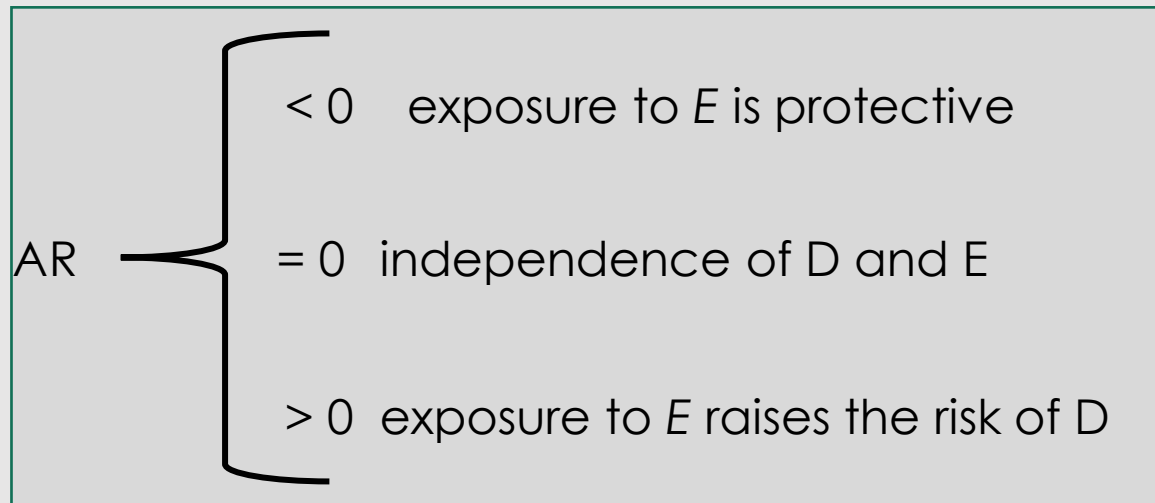 < 0 exposure to E is protective
AR = 0 independence of D and E
> 0 exposure to E raises the risk of D